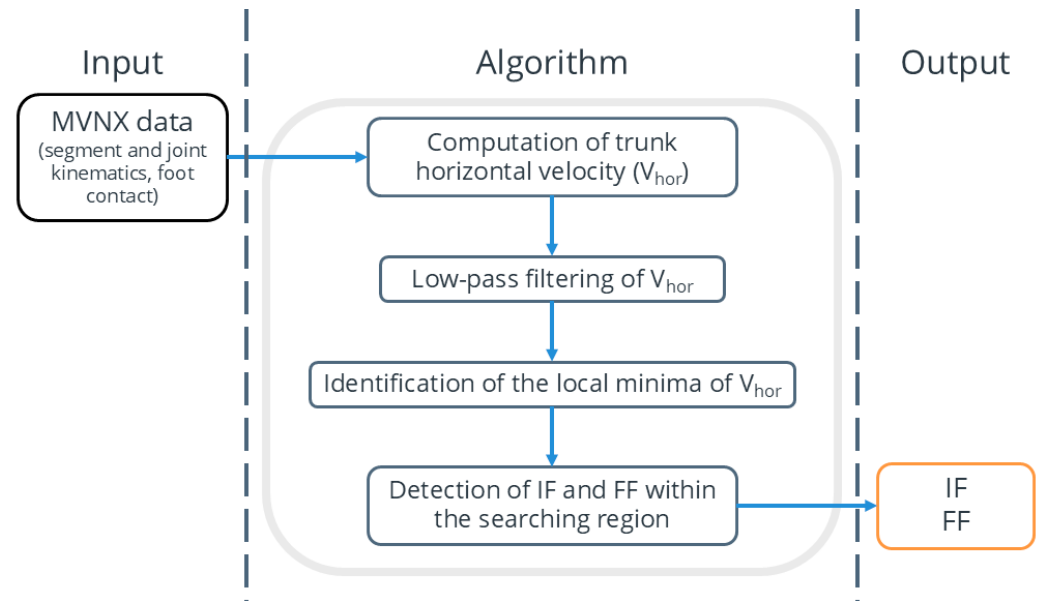 Input
Algorithm
Output
MVNX data
(segment and joint
kinematics, foot
contact)
Computation of trunk
horizontal velocity (Vhor)
Low-pass filtering of Vhor
Identification of the local minima of Vhor
Detection of IF and FF within
the searching region
IF
FF